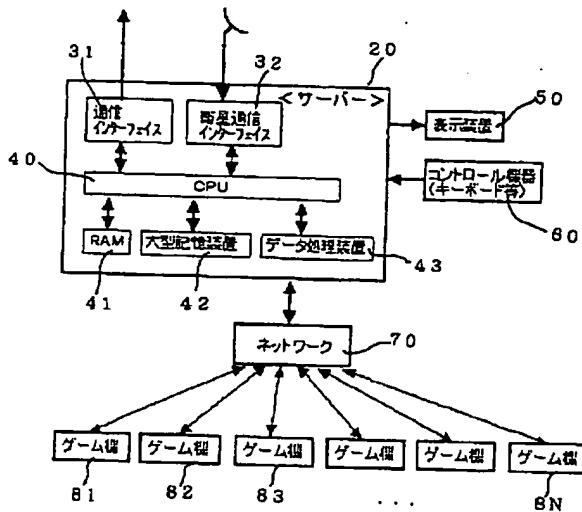 31
32
20
<サーバー>
通信
インターフェイス
衛星通信
インターフェイス
50
表示装置
40
CPU
コントロール機器
(キーボード等)
60
RAM
大型記憶装置
データ処理装置
41
42
43
ネットワーク
70
ゲーム機
ゲーム機
ゲーム機
ゲーム機
ゲーム機
ゲーム機
81
82
83
...
8N